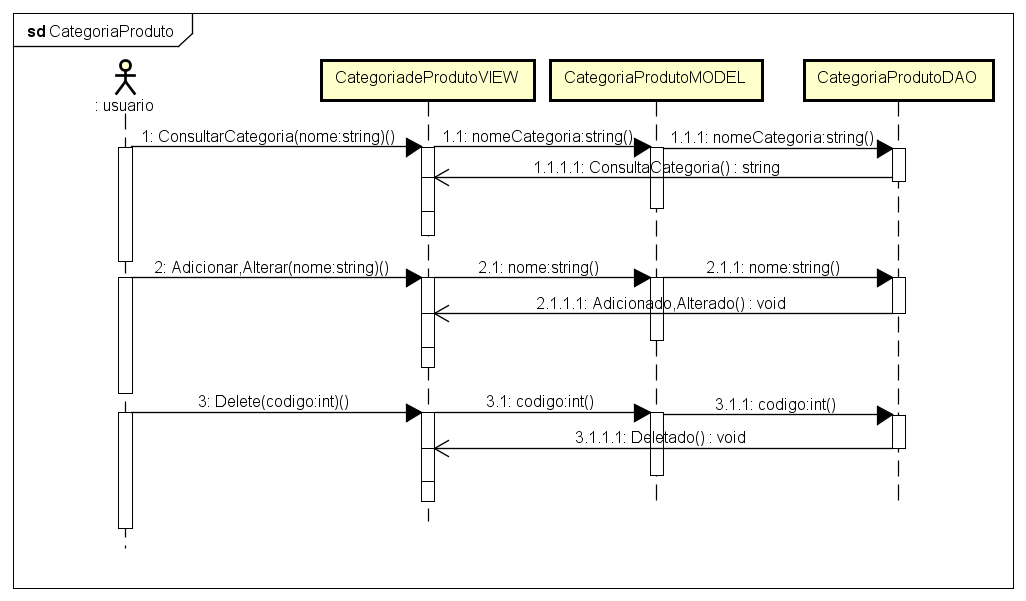 sd CategoriaProduto
: usuario
CategoriadeProdutoVIEW
CategoriaProdutoMODEL
CategoriaProdutoDAO
1: ConsultarCategoria(nome:string)()
1.1: nomeCategoria:string()
1.1.1: nomeCategoria:string()
1.1.1.1: ConsultaCategoria() : string
2: Adicionar,Alterar(nome:string)()
2.1: nome:string()
2.1.1: nome:string()
2.1.1.1: Adicionado,Alterado() : void
3: Delete(codigo:int)()
3.1: codigo:int()
3.1.1: codigo:int()
3.1.1.1: Deletado() : void